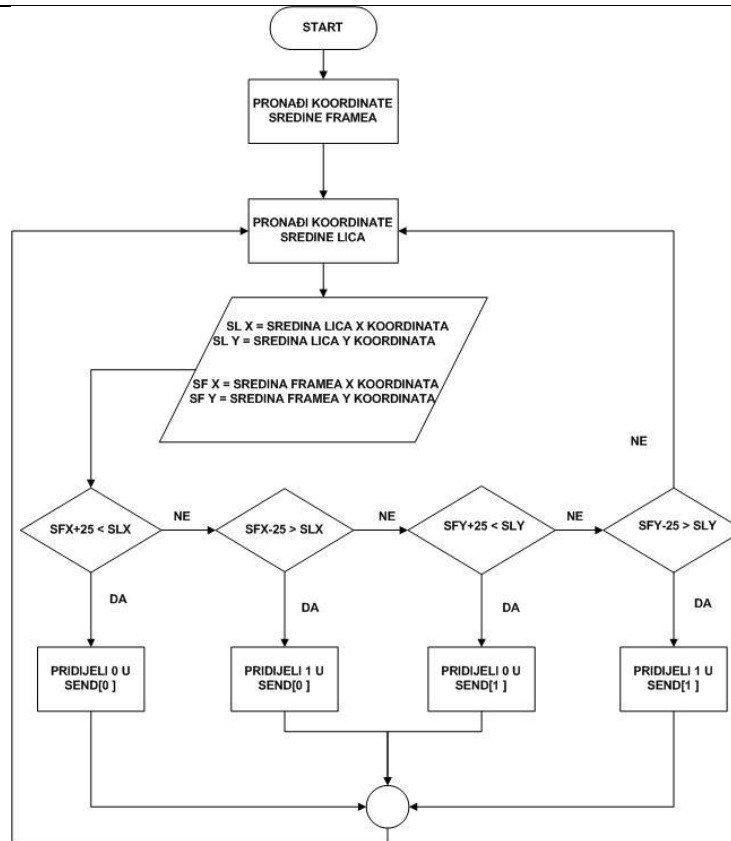 START
PRONAĐI KOORDINATE
SREDINE FRAMEA
PRONAĐI KOORDINATE
SREDINE LICA
SL X = SREDINA LICA X KOORDINATA
SL Y = SREDINA LICA Y KOORDINATA
SF X = SREDINA FRAMEA X KOORDINATA
SF Y = SREDINA FRAMEA Y KOORDINATA
NE
SFX+25 < SLX
NE
SFX-25 > SLX
NE
SFY+25 < SLY
NE
SFY-25 > SLY
DA
DA
DA
DA
PRIDIJELI 0 U
SEND[0 ]
PRIDIJELI 1 U
SEND[0 ]
PRIDIJELI 0 U
SEND[1 ]
PRIDIJELI 1 U
SEND[1 ]